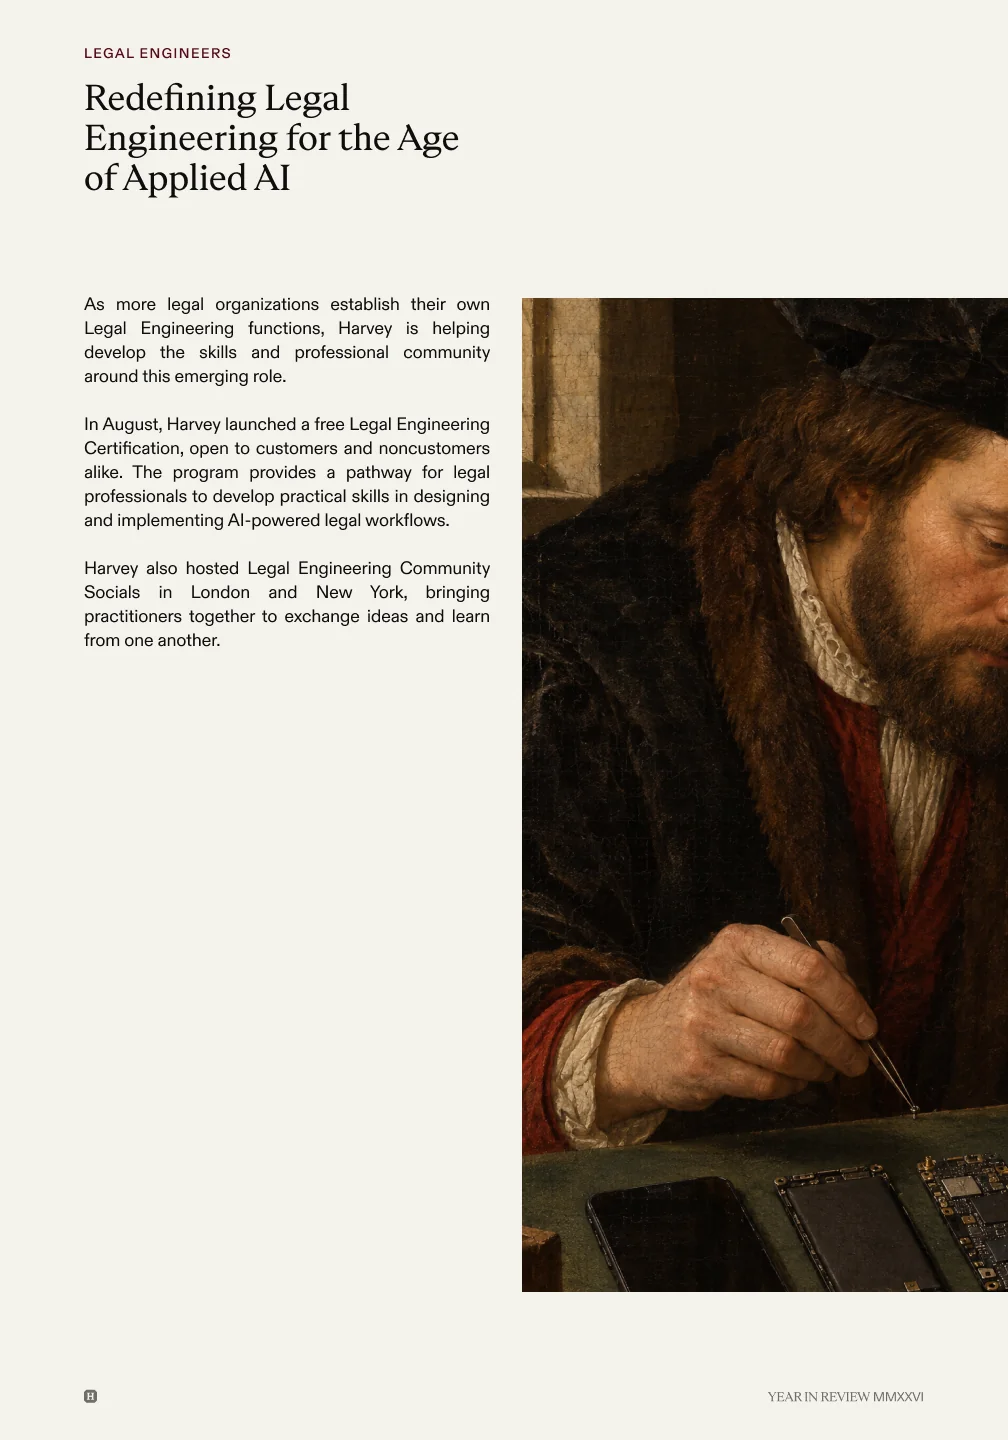 LEGAL ENGINEERS
Redefining Legal
Engineering for the Age
of Applied AI
As more legal organizations establish their own
Legal Engineering functions, Harvey is helping
develop the skills and professional community
around this emerging role.
In August, Harvey launched a free Legal Engineering
Certification, open to customers and noncustomers
alike. The program provides a pathway for legal
professionals to develop practical skills in designing
and implementing AI-powered legal workflows.
Harvey also hosted Legal Engineering Community
Socials in London and New York, bringing
practitioners together to exchange ideas and learn
from one another.
H
YEAR IN REVIEW MMXXVI